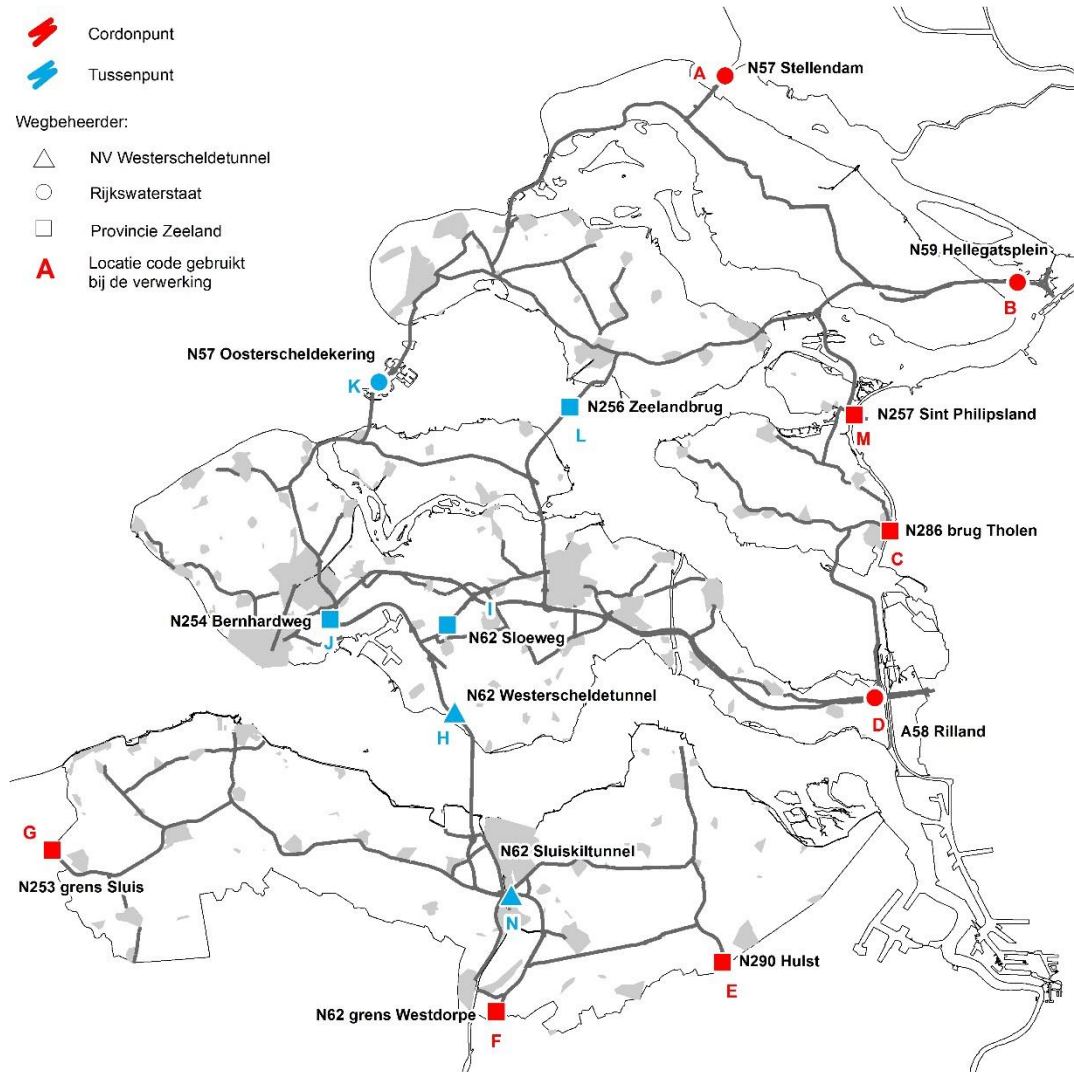 Cordonpunt
Tussenpunt
Wegbeheerder:
NV Westerscheldetunnel
Rijkswaterstaat
Provincie Zeeland
A Locatie code gebruikt
bij de verwerking
A N57 Stellendam
N59 Hellegatsplein
B
N57 Oosterscheldekering
K
N256 Zeelandbrug
L
N257 Sint Philipsland
M
N286 brug Tholen
C
N254 Bernhardweg
J
I
N62 Sloeweg
N62 Westerscheldetunnel
H
D
A58 Rilland
G
N253 grens Sluis
N62 Sluiskiltunnel
N
N290 Hulst
E
N62 grens Westdorpe
F